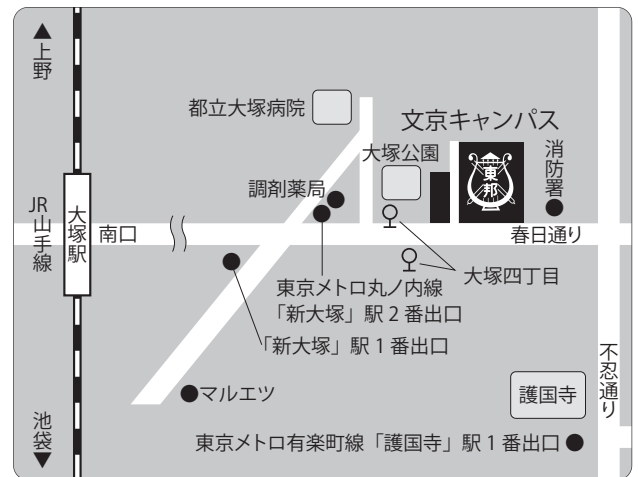 ▲上野
都立大塚病院
文京キャンパス
大塚公園
消防署
東邦
調剤薬局
JR山手線
大塚駅
南口
春日通り
大塚四丁目
東京メトロ丸ノ内線
「新大塚」駅2番出口
「新大塚」駅1番出口
不忍通り
マルエツ
護国寺
池袋▼
東京メトロ有楽町線「護国寺」駅1番出口